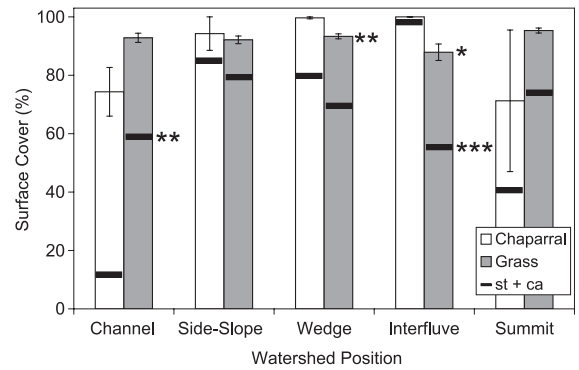 100
80
60
40
20
0
Surface Cover (%)
**
*
**
***
Chaparral
Grass
st + ca
Channel Side-Slope Wedge Interfluve Summit
Watershed Position